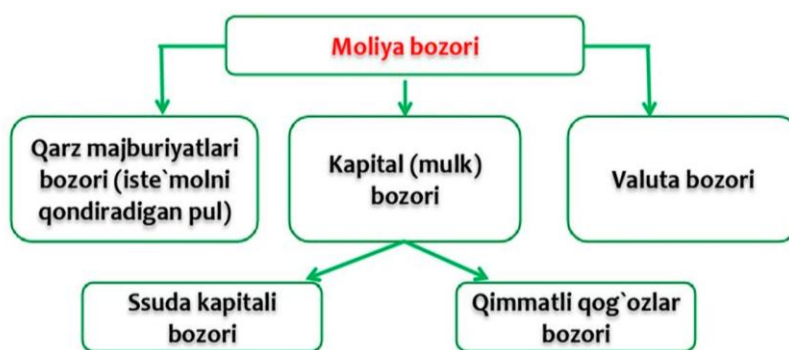 Moliya bozori
Qarz majburiyatlari
bozori (iste`molni
qondiradigan pul)
Kapital (mulk)
bozori
Valuta bozori
Ssuda kapitali
bozori
Qimmatli qog`ozlar
bozori